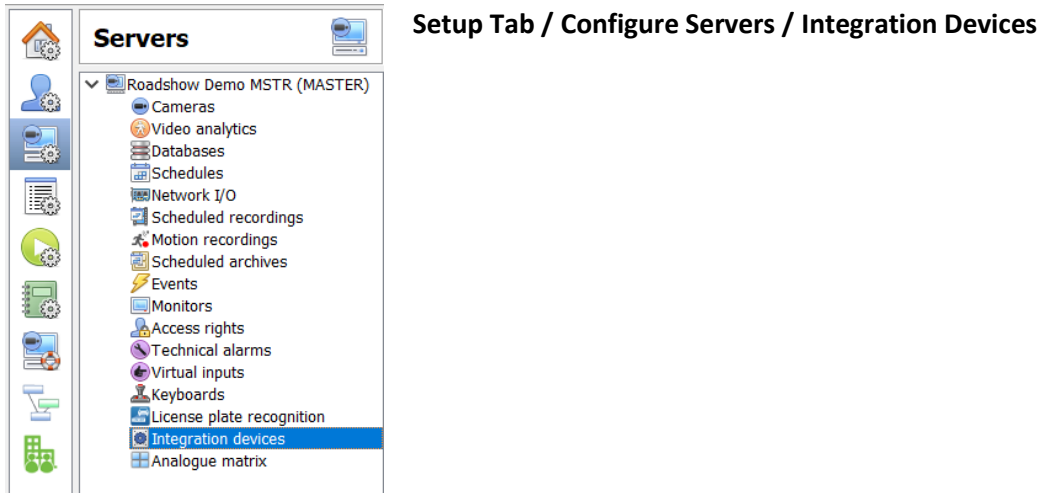 Setup Tab / Configure Servers / Integration Devices
Servers
Roadshow Demo MSTR (MASTER)
Cameras
Video analytics
Databases
Schedules
Network I/O
Scheduled recordings
Motion recordings
Scheduled archives
Events
Monitors
Access rights
Technical alarms
Virtual inputs
Keyboards
License plate recognition
Integration devices
Analogue matrix